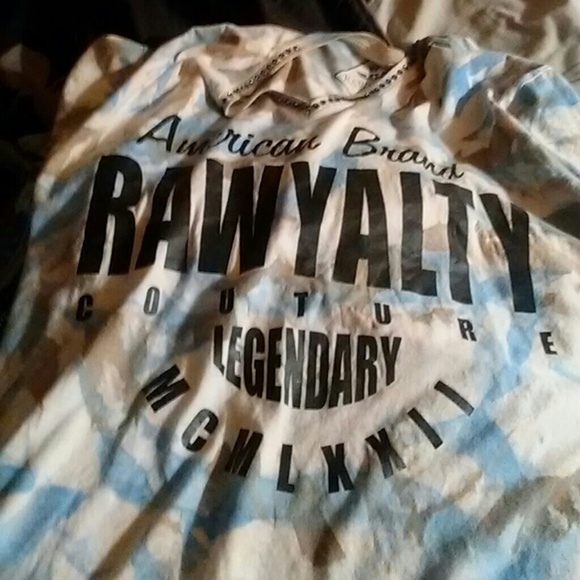 American Brand
RAWYALTY
COUTURE
LEGENDARY
MCMLXXII